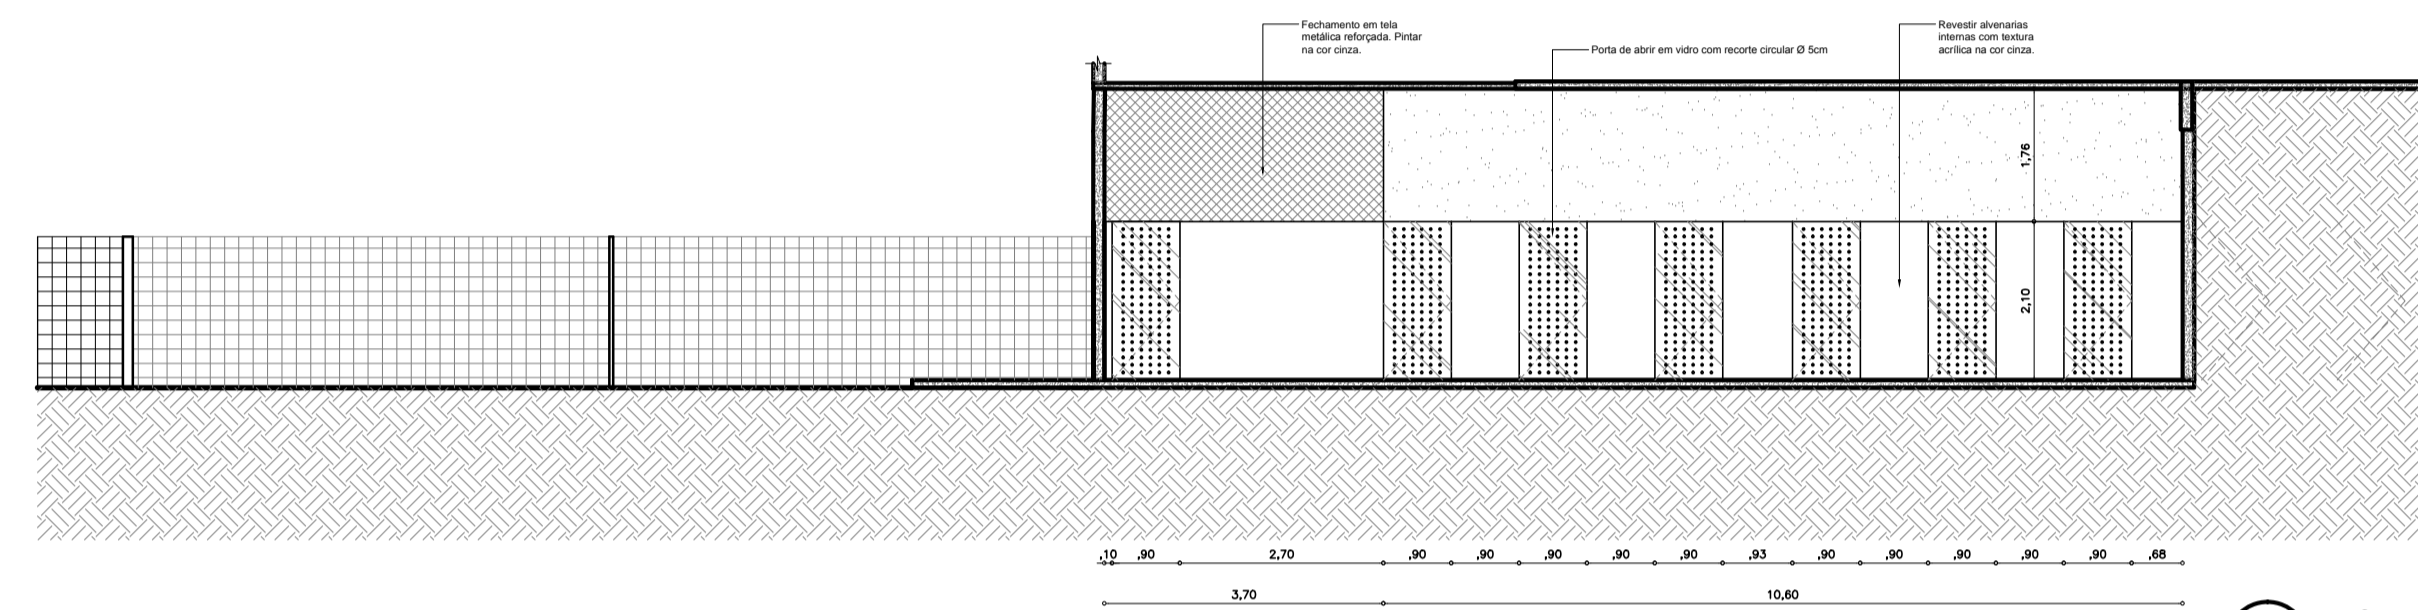 Fechamento em tela
metálica reforçada. Pintar
na cor cinza.
Porta de abrir em vidro com recorte circular Ø 5cm
Revestir alvenarias
internas com textura
acrílica na cor cinza.
1,76
2,10
,10 ,90 2,70 ,90 ,90 ,90 ,90 ,90 ,93 ,90 ,90 ,90 ,90 ,90 ,68
3,70 10,60